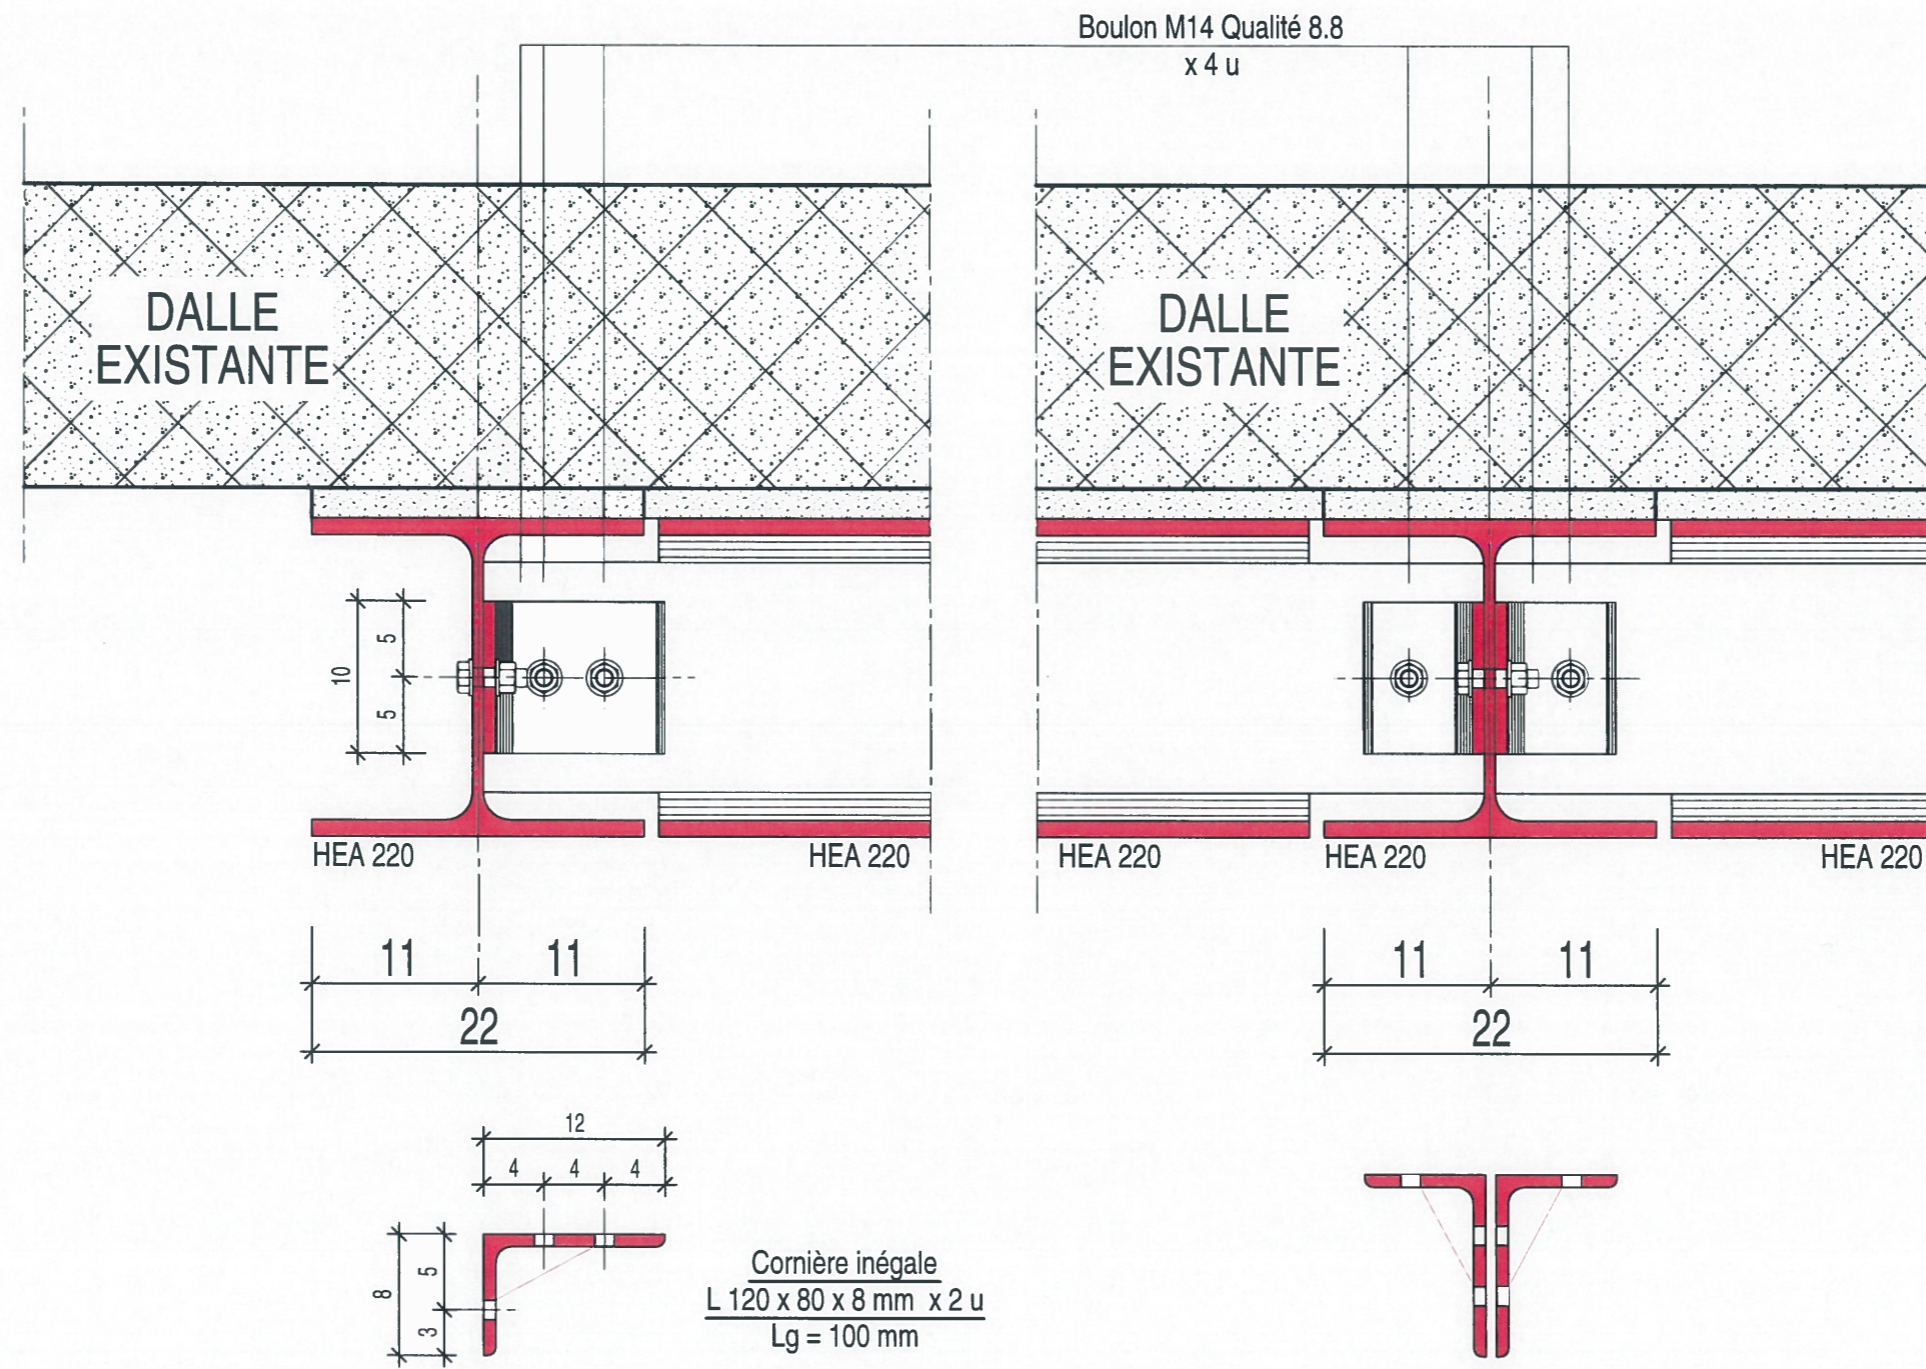 Boulon M14 Qualité 8.8
x 4 u
DALLE
EXISTANTE
DALLE
EXISTANTE
5
10
5
HEA 220
HEA 220
HEA 220
HEA 220
HEA 220
11
11
22
11
11
22
12
4
4
4
8
5
3
Cornière inégale
L 120 x 80 x 8 mm x 2 u
Lg = 100 mm